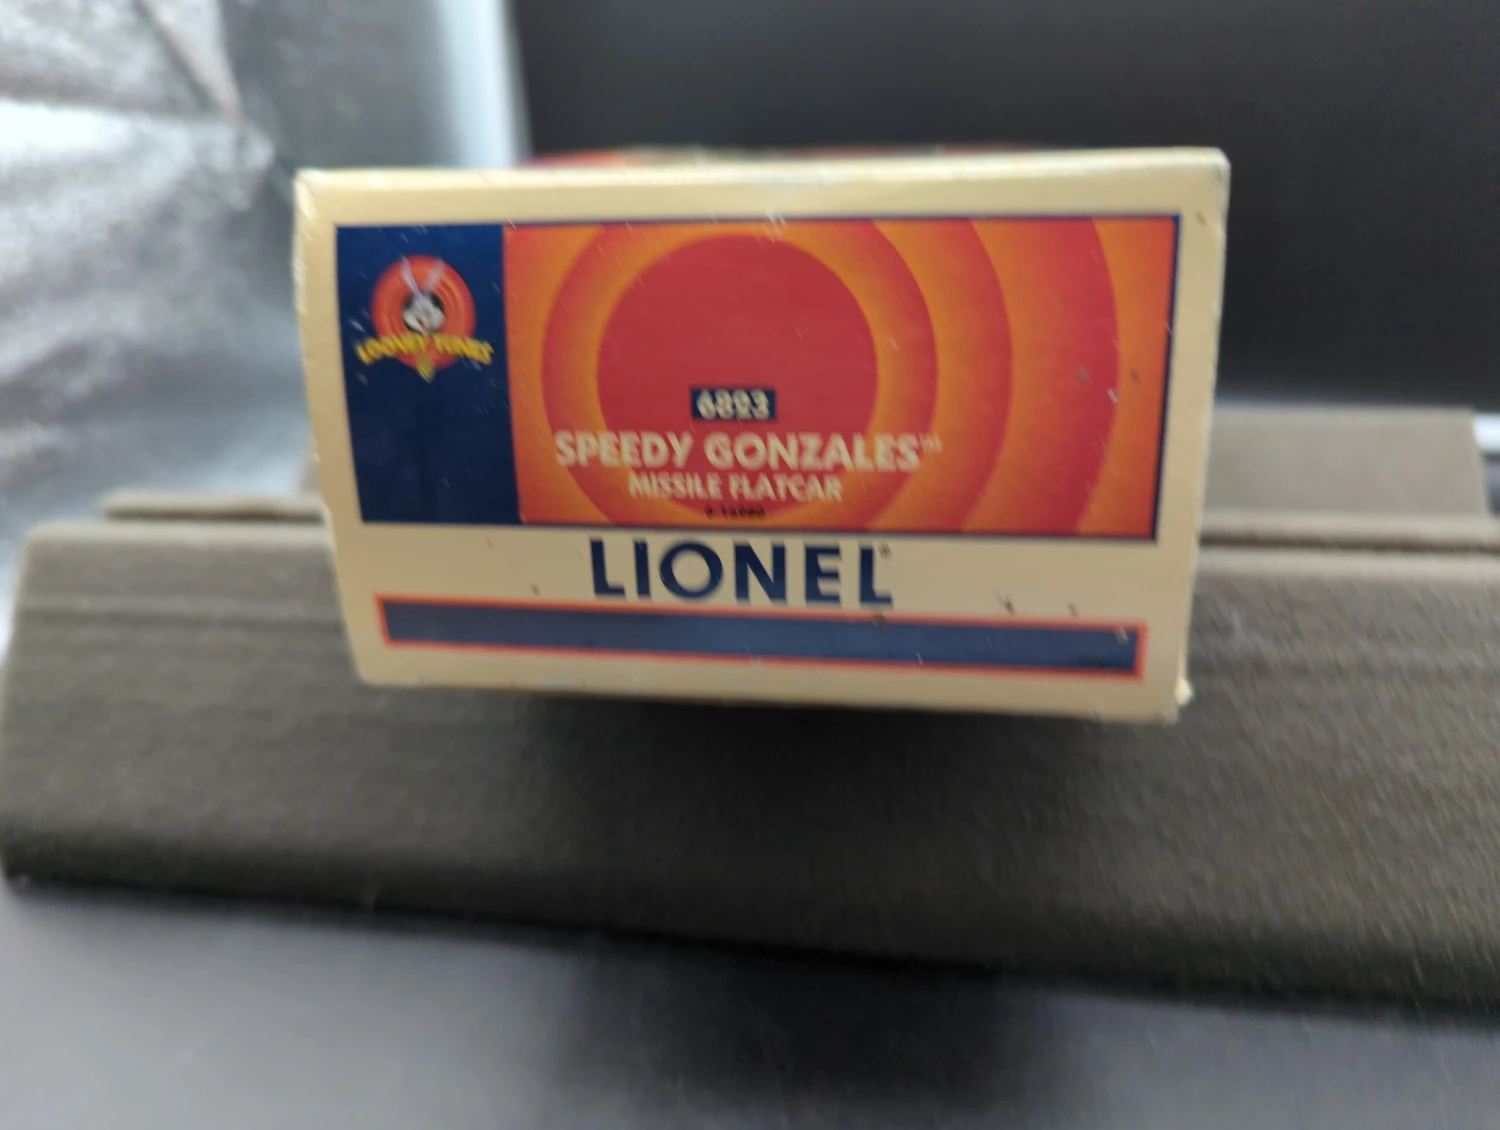 LOONEY TUNES
6823
SPEEDY GONZALES™
MISSILE FLATCAR
LIONEL®